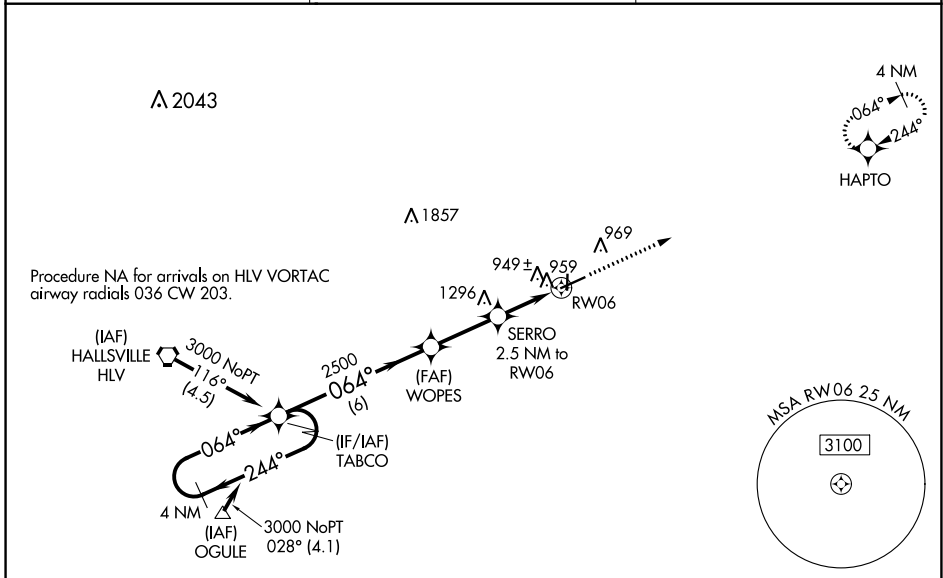 2043
4 NM
064°
244°
HAPTO
1857
969
949 ±
959
Procedure NA for arrivals on HLV VORTAC
airway radials 036 CW 203.
1296
RW06
SERRO
2.5 NM to
RW06
(IAF)
HALLSVILLE
HLV
3000 NoPT
116°
(4.5)
2500
064°
(6)
(FAF)
WOPES
MSA RW06 25 NM
3100
064°
244°
(IF/IAF)
TABCO
4 NM
(IAF)
OGULE
3000 NoPT
028° (4.1)